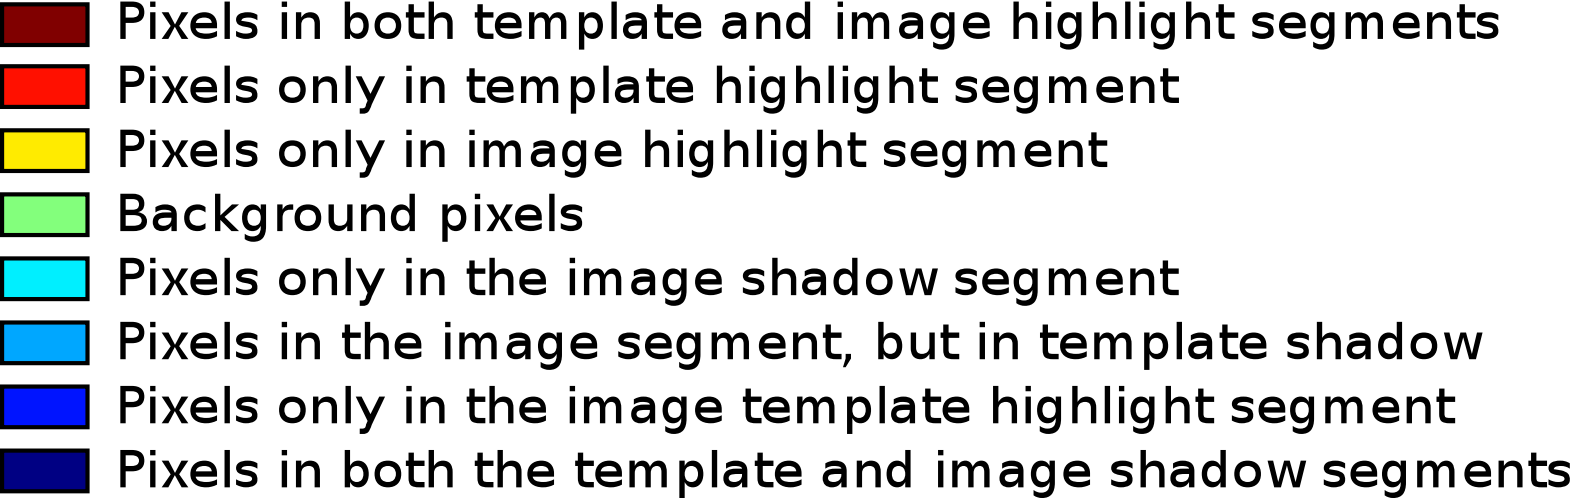 Pixels in both template and image highlight segments
Pixels only in template highlight segment
Pixels only in image highlight segment
Background pixels
Pixels only in the image shadow segment
Pixels in the image segment, but in template shadow
Pixels only in the image template highlight segment
Pixels in both the template and image shadow segments